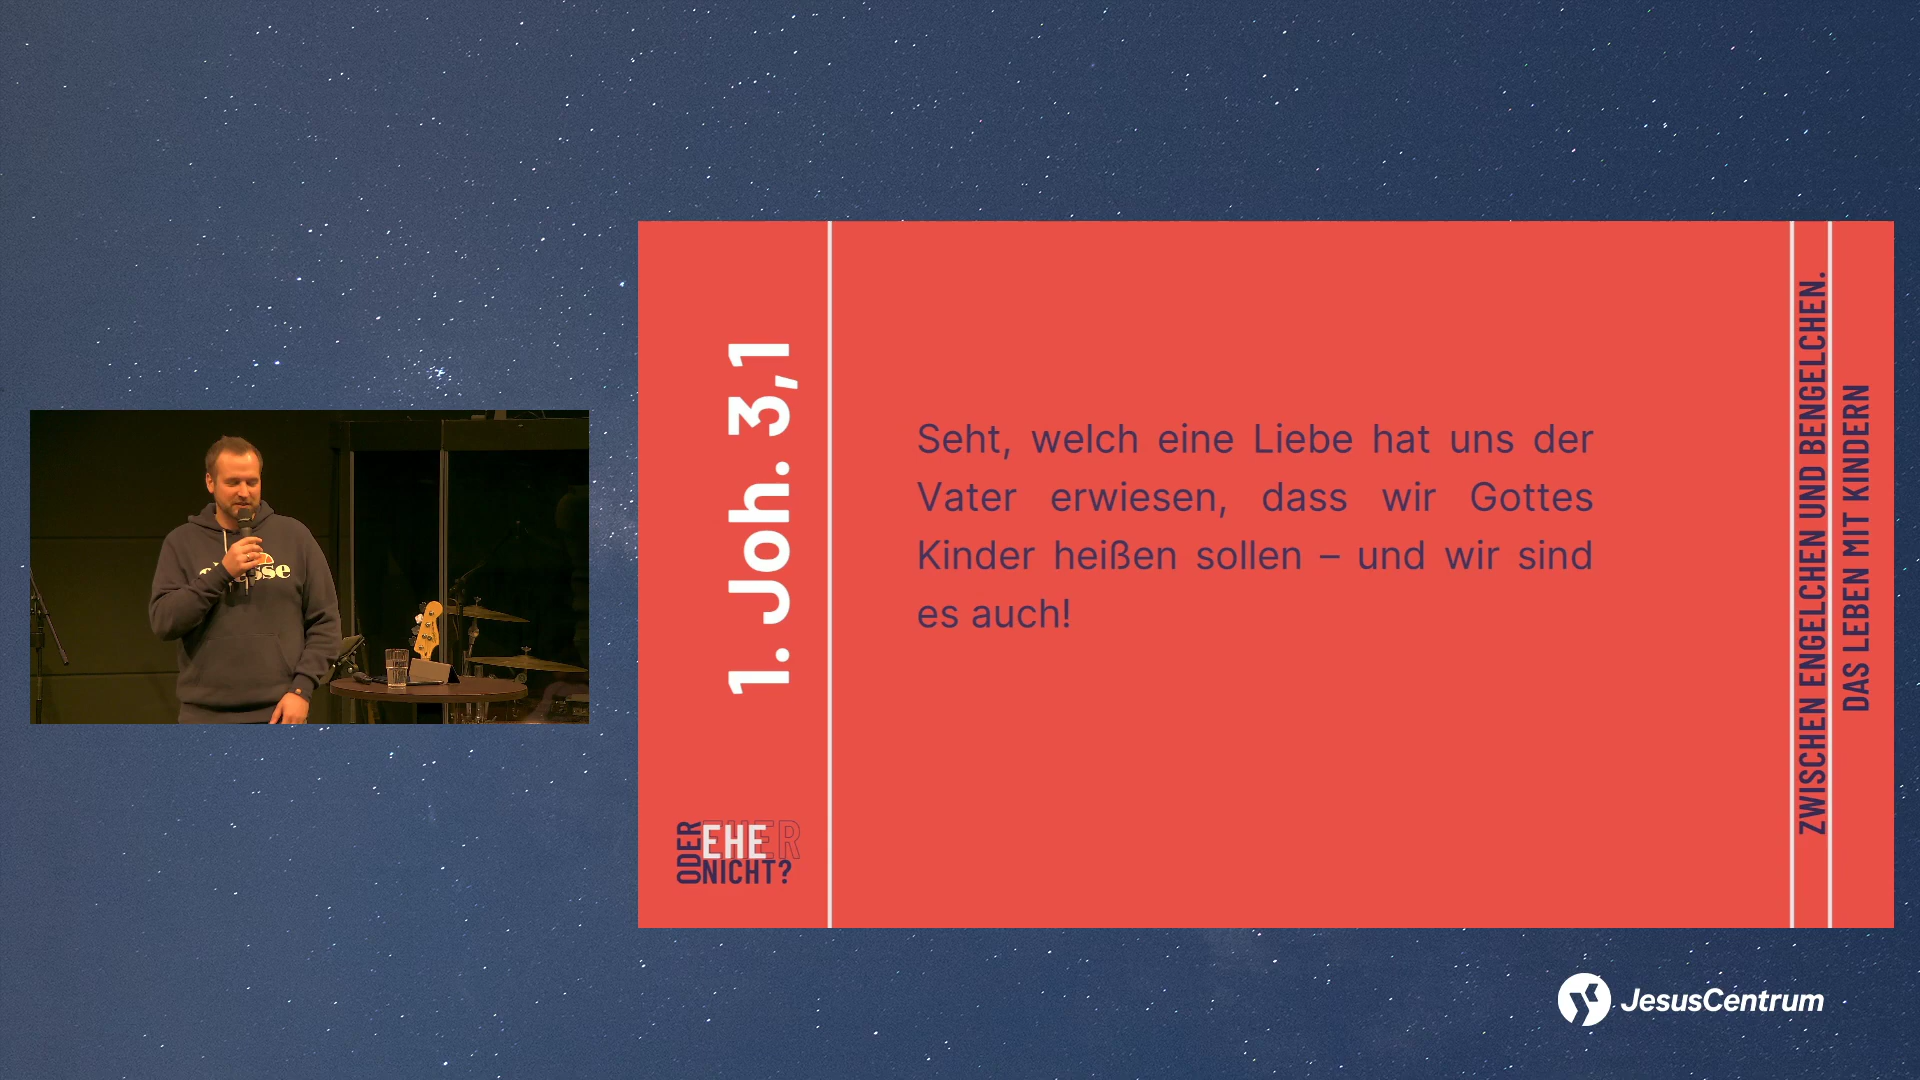 1. Joh. 3,1
Seht, welch eine Liebe hat uns der
Vater erwiesen, dass wir Gottes
Kinder heißen sollen – und wir sind
es auch!
ZWISCHEN ENGELCHEN UND BENGELCHEN.
DAS LEBEN MIT KINDERN
ODER
EHER
NICHT?
JesusCentrum